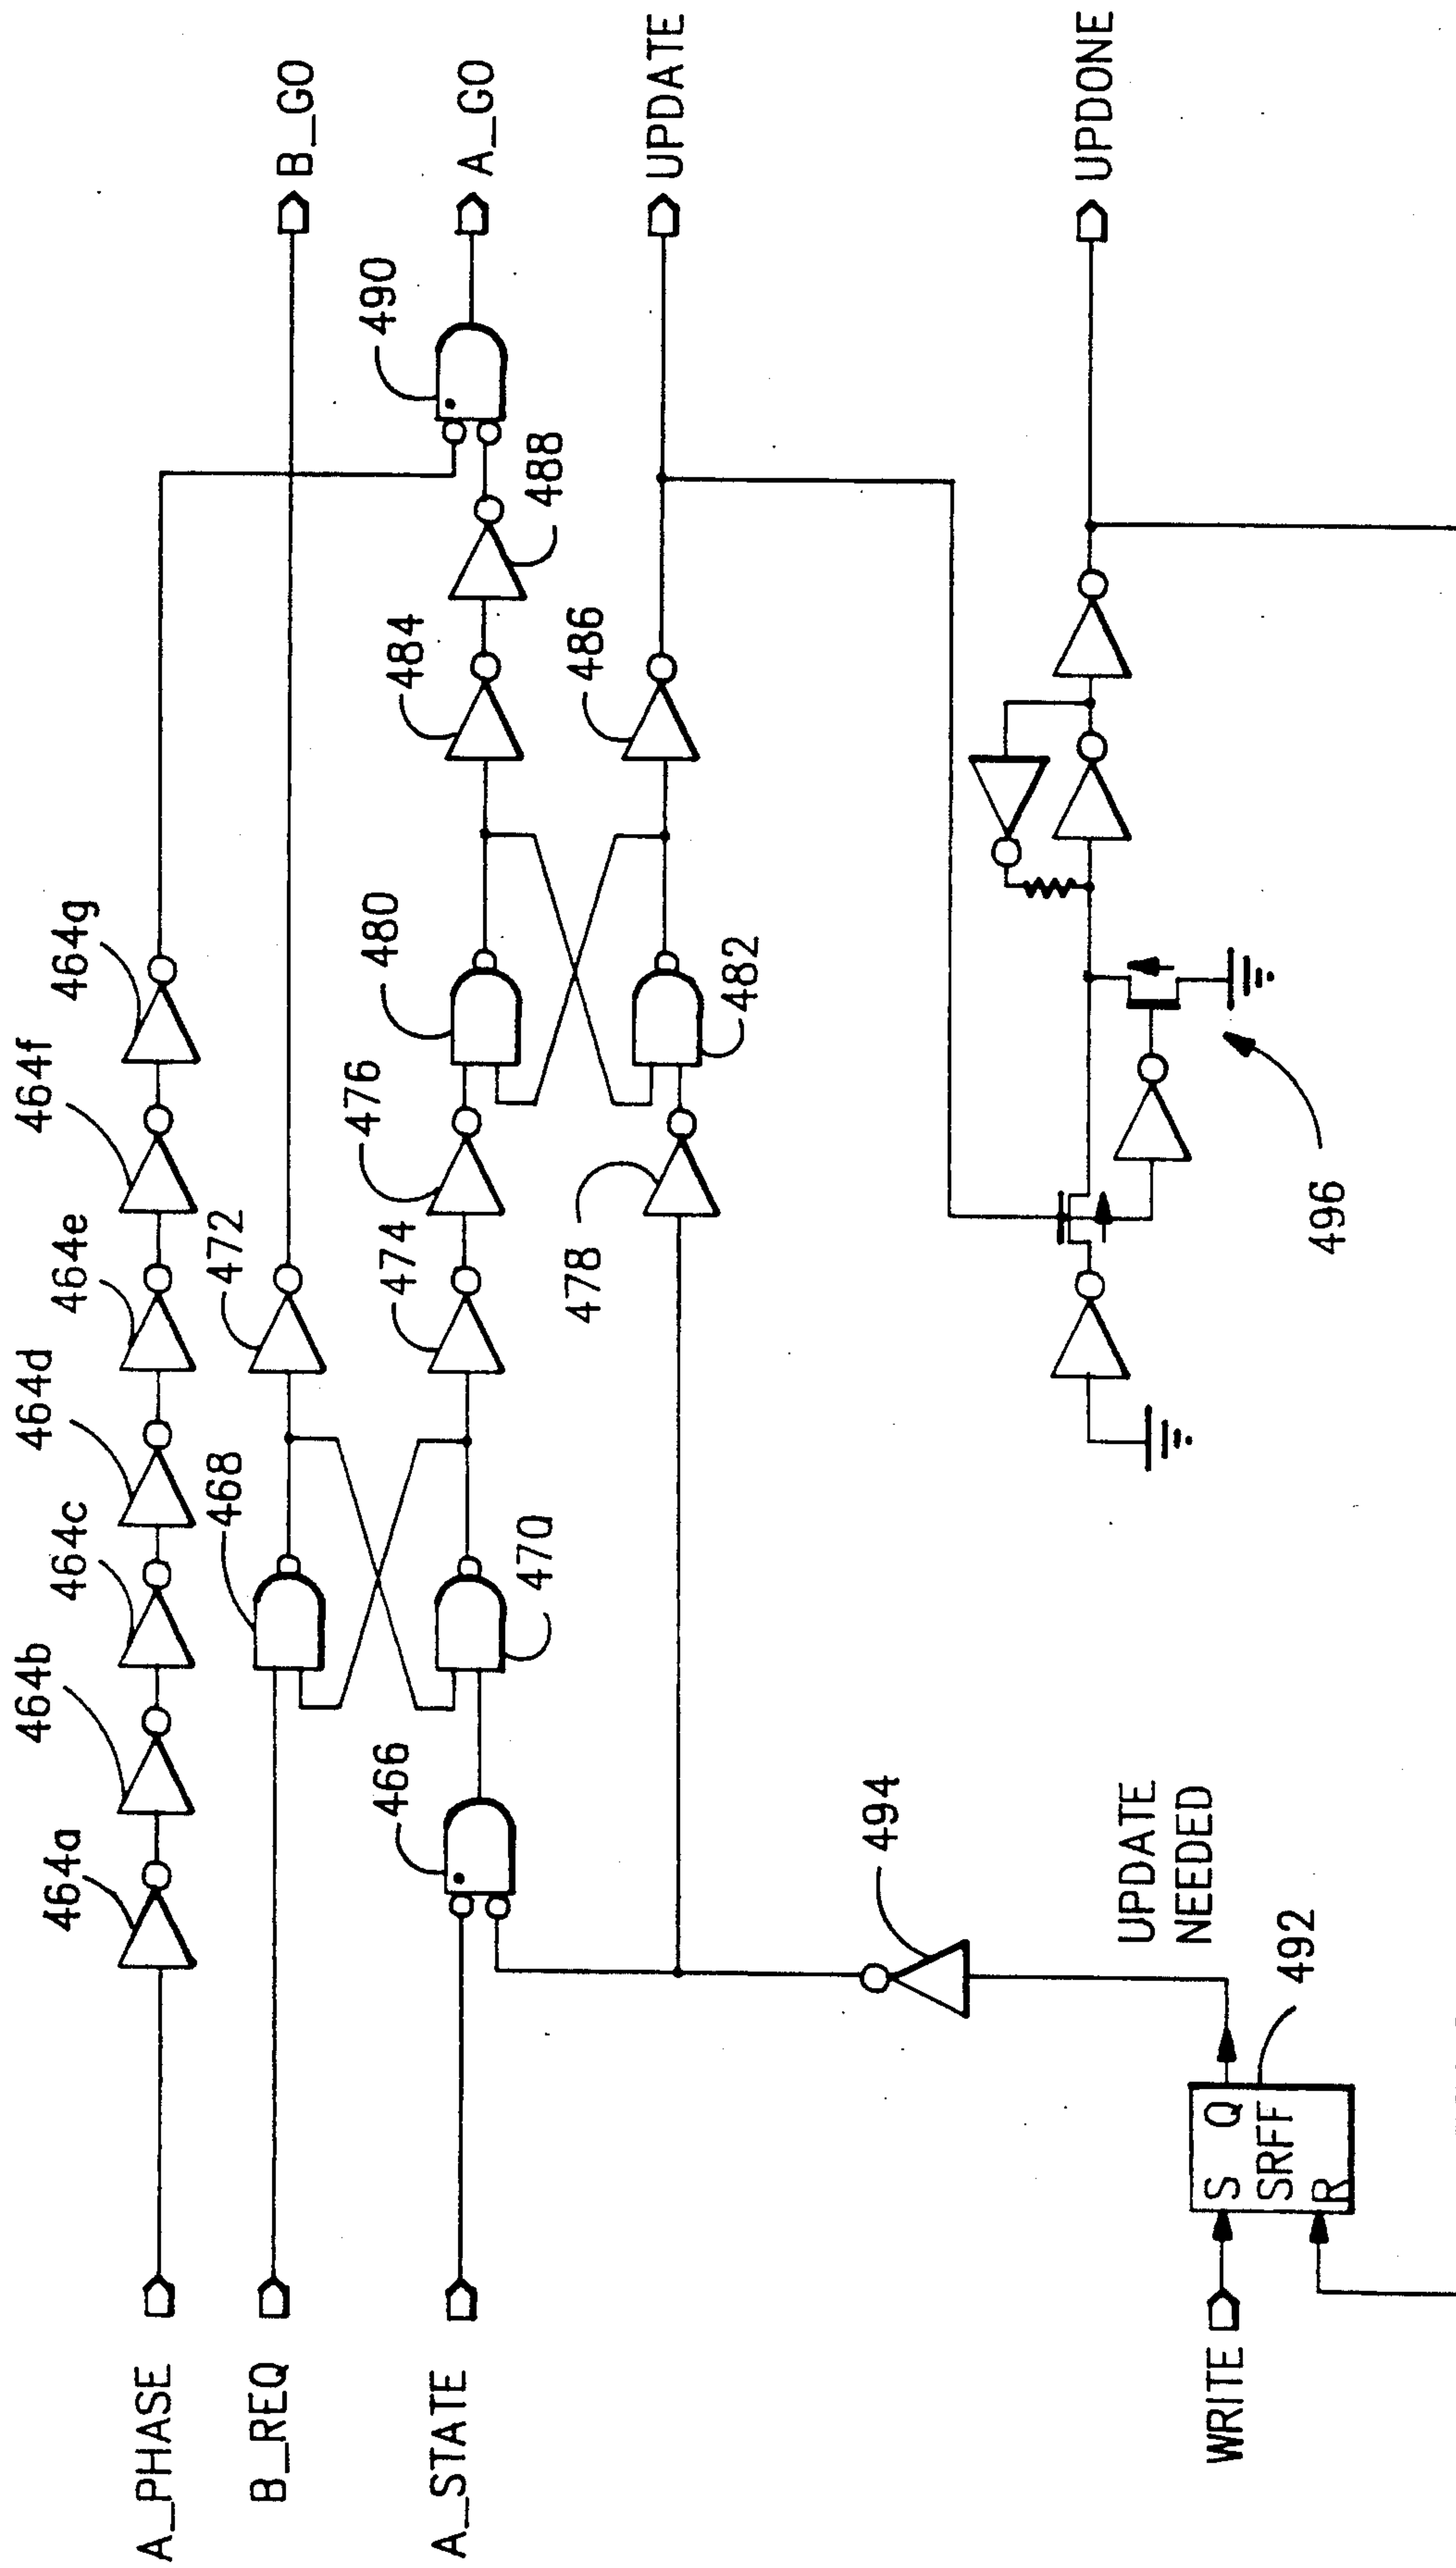 A_PHASE
464a
464b
464c
464d
464e
464f
464g
B_REQ
468
472
B_GO
A_STATE
466
470
474
476
480
484
488
490
A_GO
478
482
486
UPDATE
494
UPDATE
NEEDED
WRITE
S Q
SRFF
R
492
496
UPDONE